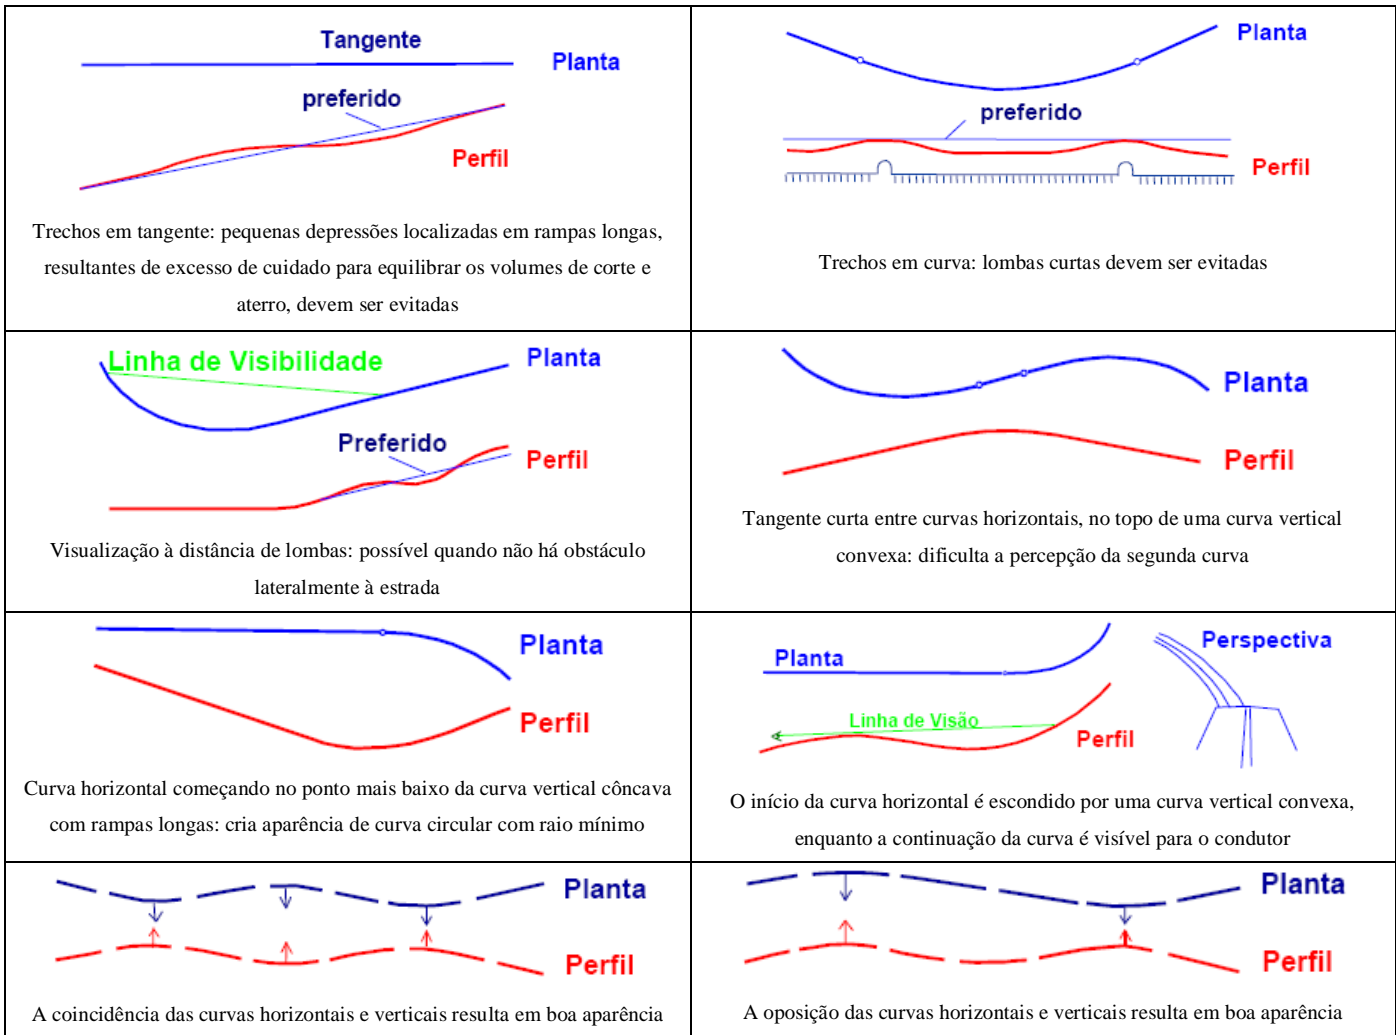 Tangente
Planta
preferido
Perfil
Trechos em tangente: pequenas depressões localizadas em rampas longas,
resultantes de excesso de cuidado para equilibrar os volumes de corte e
aterro, devem ser evitadas
Planta
preferido
Perfil
Trechos em curva: lombas curtas devem ser evitadas
Linha de Visibilidade
Planta
Preferido
Perfil
Visualização à distância de lombas: possível quando não há obstáculo
lateralmente à estrada
Planta
Perfil
Tangente curta entre curvas horizontais, no topo de uma curva vertical
convexa: dificulta a percepção da segunda curva
Planta
Perfil
Curva horizontal começando no ponto mais baixo da curva vertical côncava
com rampas longas: cria aparência de curva circular com raio mínimo
Planta
Perspectiva
Linha de Visão
Perfil
O início da curva horizontal é escondido por uma curva vertical convexa,
enquanto a continuação da curva é visível para o condutor
Planta
Perfil
A coincidência das curvas horizontais e verticais resulta em boa aparência
Planta
Perfil
A oposição das curvas horizontais e verticais resulta em boa aparência